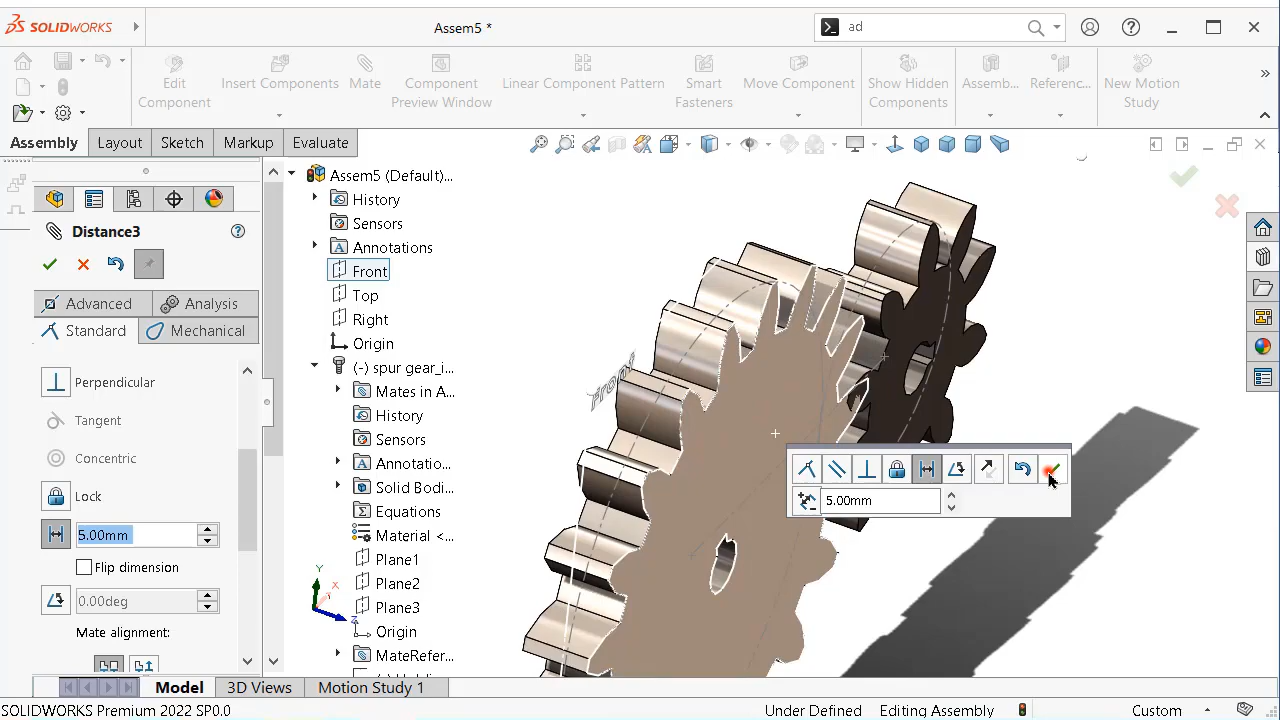 SOLIDWORKS
Assem5 *
ad
Edit Component
Insert Components
Mate
Component Preview Window
Linear Component Pattern
Smart Fasteners
Move Component
Show Hidden Components
Assemb...
Referenc...
New Motion Study
Assembly
Layout
Sketch
Markup
Evaluate
Distance3
Advanced
Analysis
Standard
Mechanical
Perpendicular
Tangent
Concentric
Lock
5.00mm
Flip dimension
0.00deg
Mate alignment:
Assem5 (Default)...
History
Sensors
Annotations
Front
Top
Right
Origin
(-) spur gear_i...
Mates in A...
History
Sensors
Annotatio...
Solid Bodi...
Equations
Material <...
Plane1
Plane2
Plane3
Origin
MateRefer...
Front
5.00mm
Y
X
Z
Model
3D Views
Motion Study 1
SOLIDWORKS Premium 2022 SP0.0
Under Defined
Editing Assembly
Custom